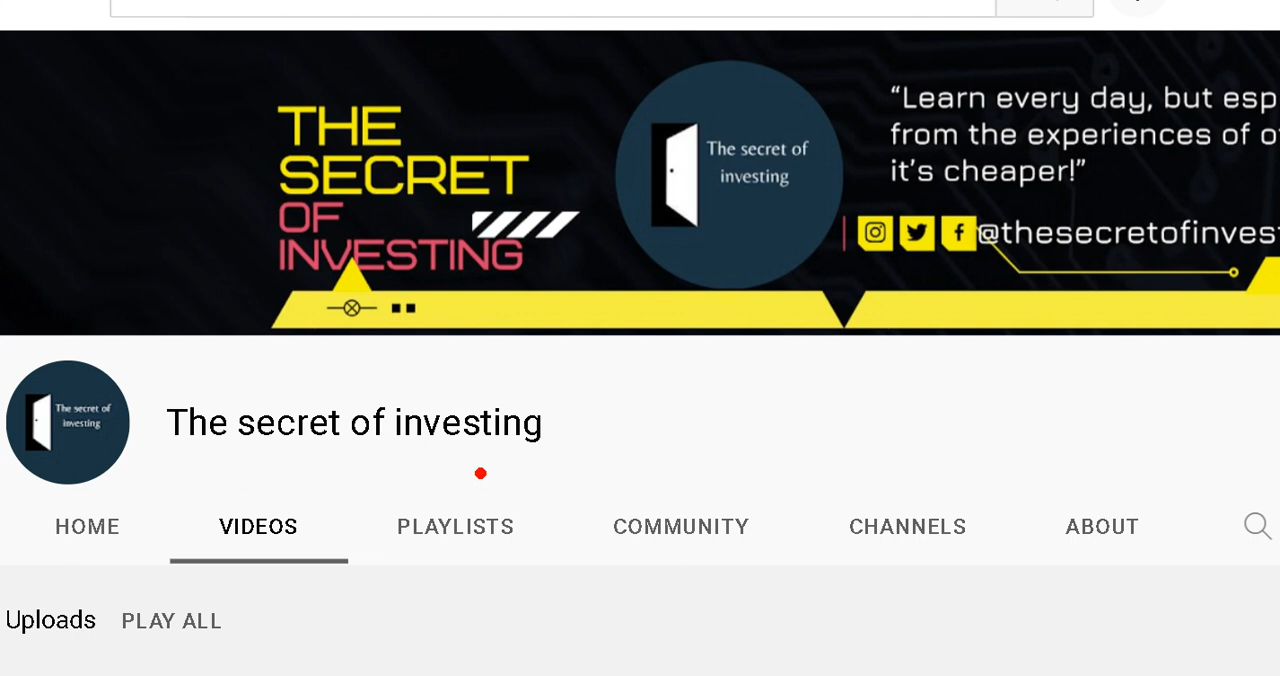 THE
SECRET
OF
INVESTING
The secret of
investing
“Learn every day, but esp
from the experiences of o
it’s cheaper!”
@thesecretofinvest
The secret of
investing
The secret of investing
HOME VIDEOS PLAYLISTS COMMUNITY CHANNELS ABOUT
Uploads PLAY ALL